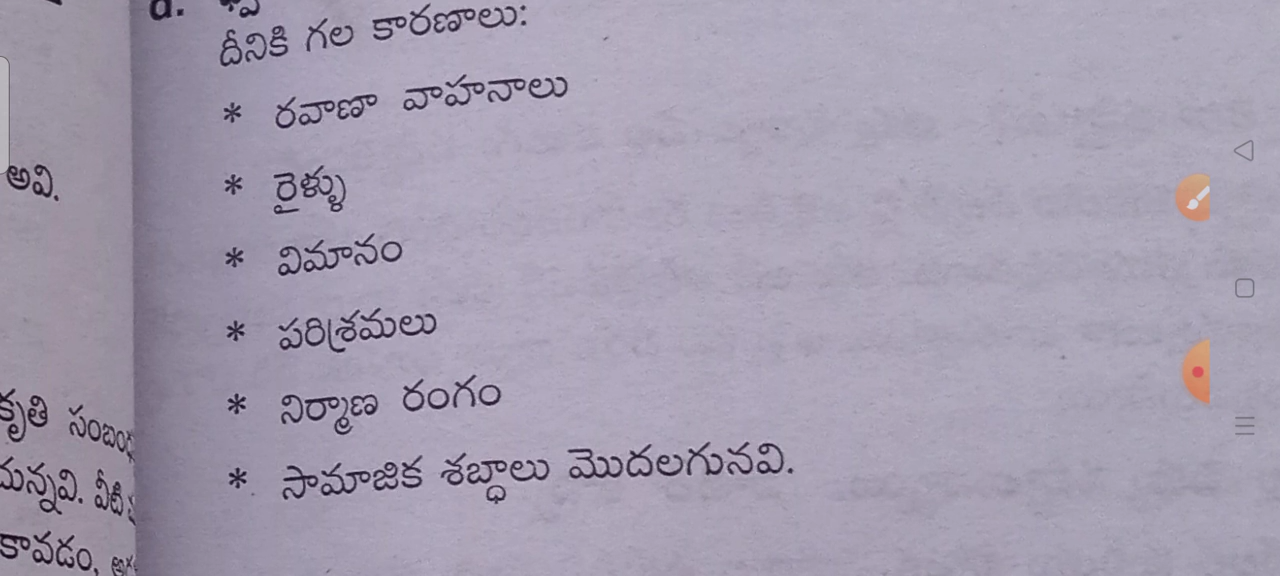 d.
దీనికి గల కారణాలు:
* రవాణా వాహనాలు
* రైళ్ళు
* విమానం
* పరిశ్రమలు
* నిర్మాణ రంగం
* సామాజిక శబ్ధాలు మొదలగునవి.
అవి.
కృతి
మన్నవి. వీటి
కావడం,